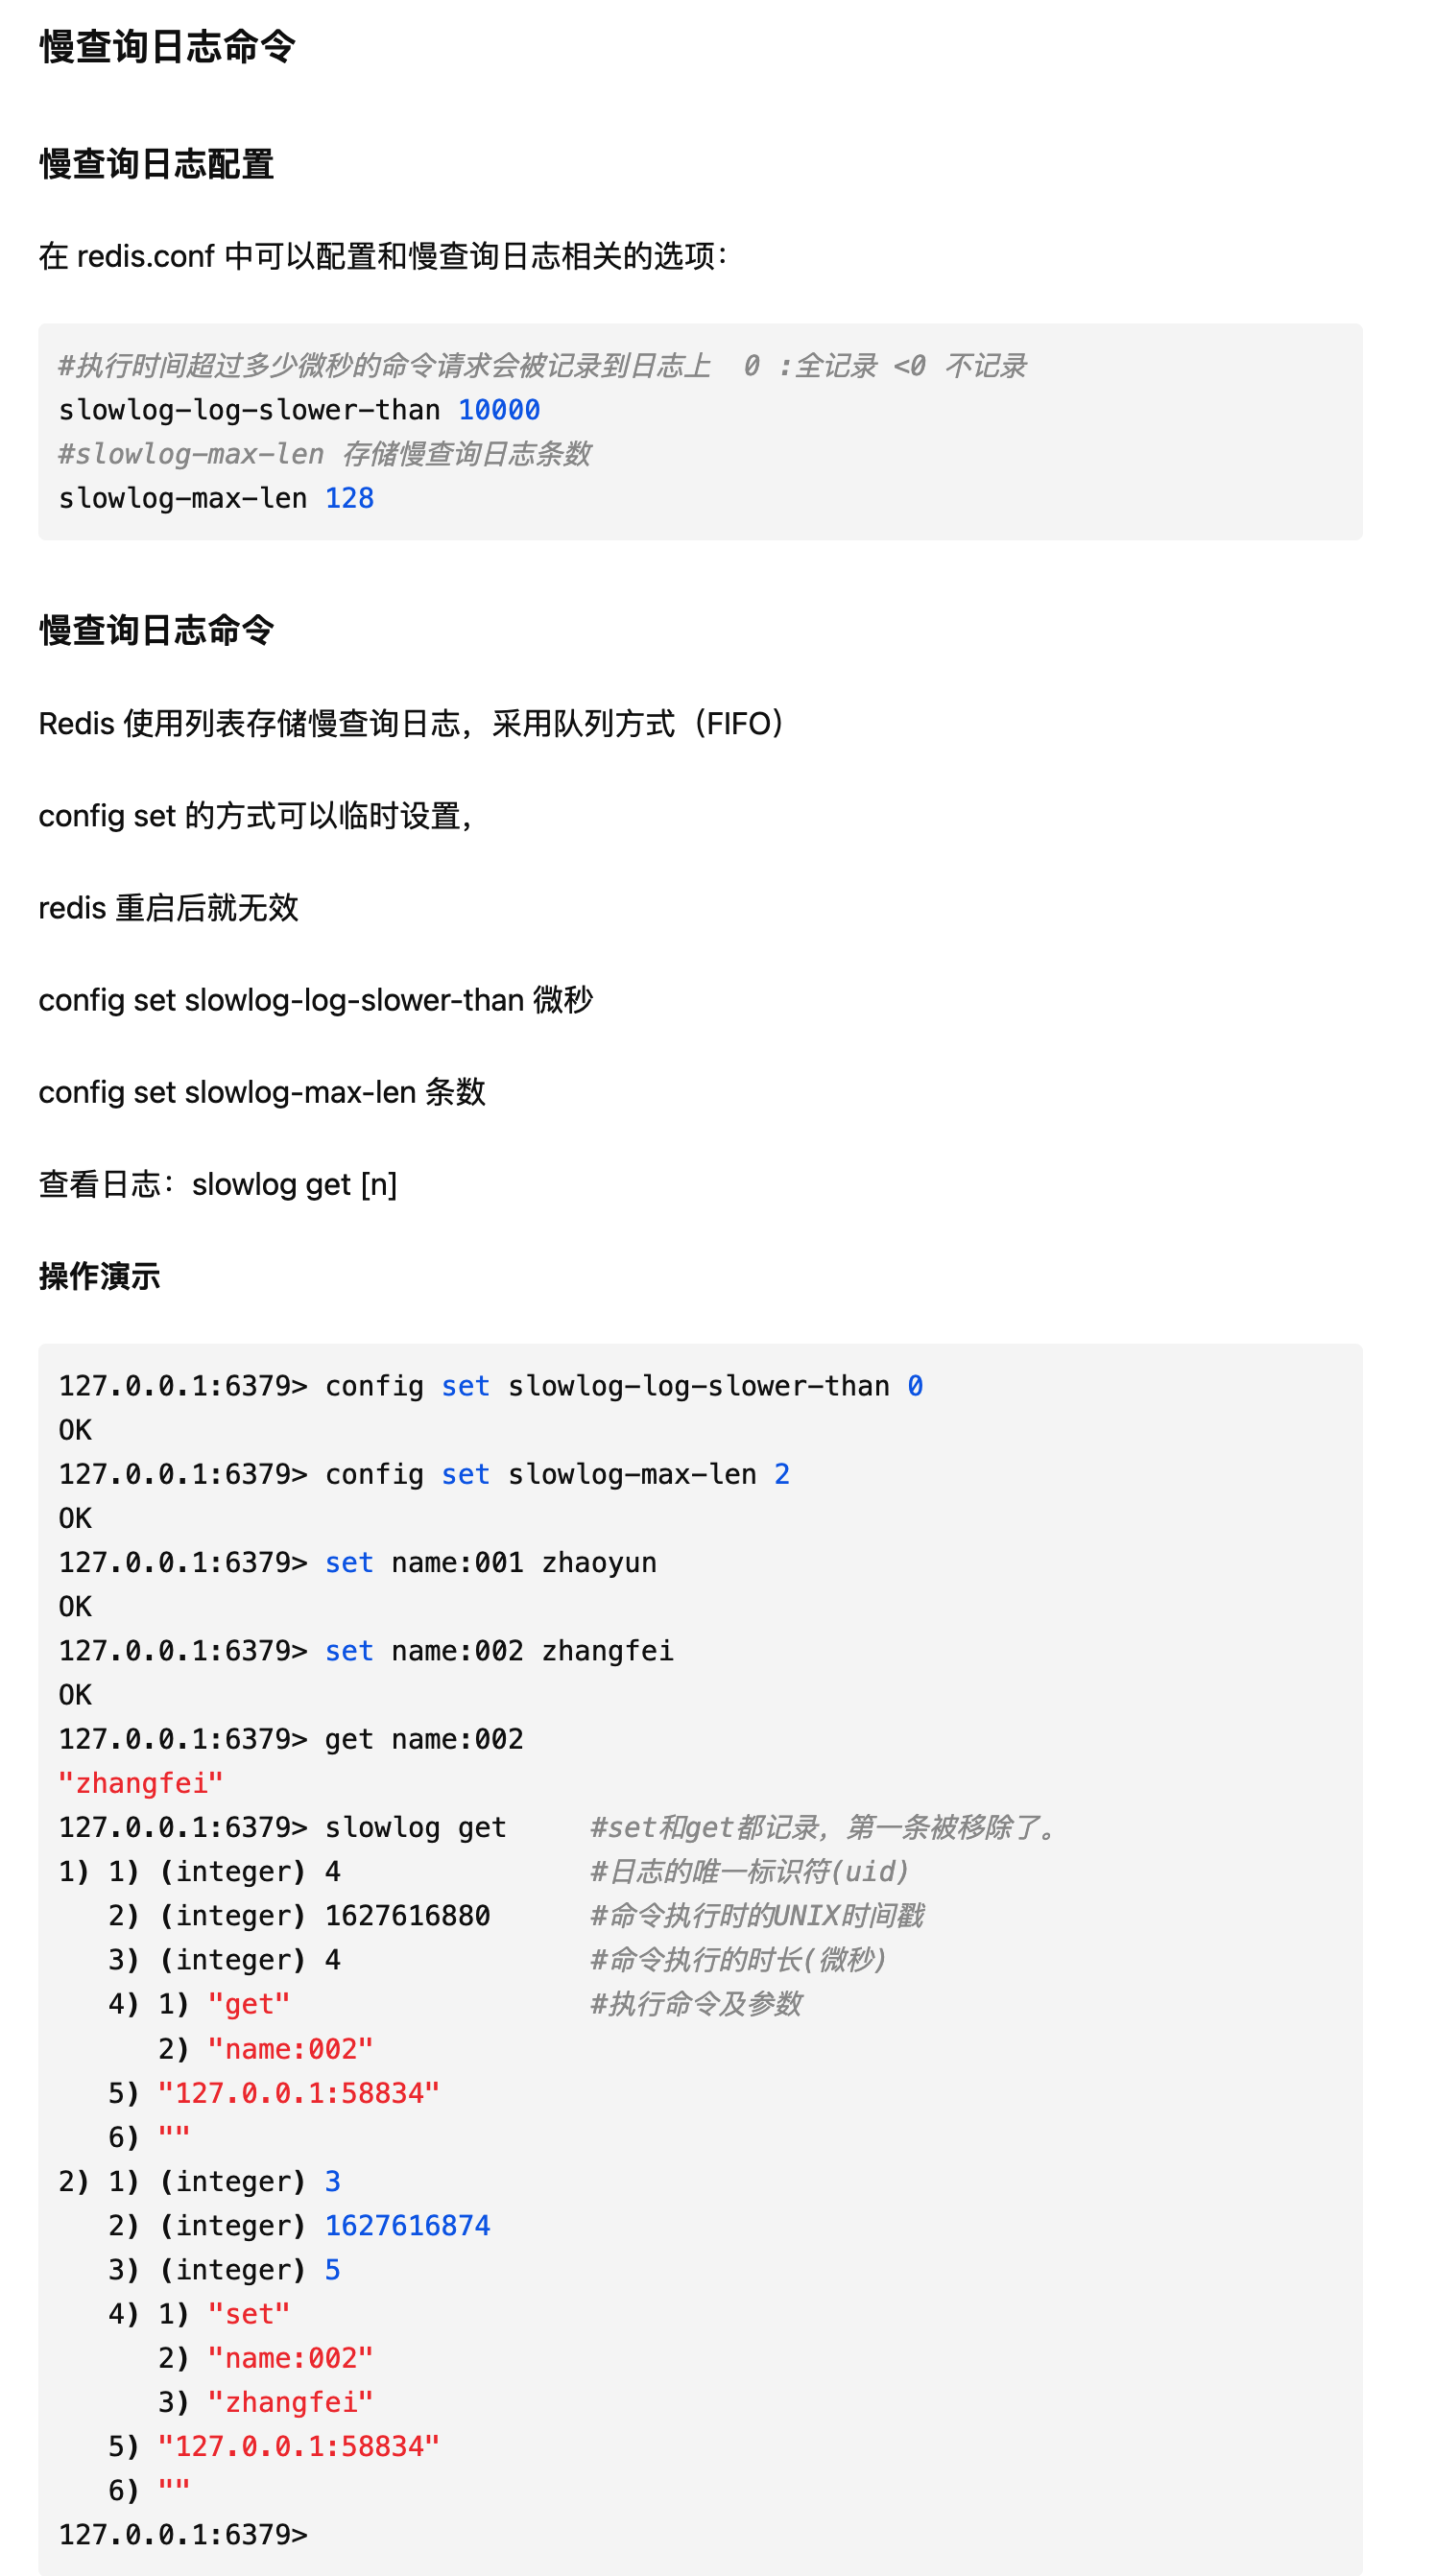 慢查询日志命令
慢查询日志配置
在 redis.conf 中可以配置和慢查询日志相关的选项：
#执行时间超过多少微秒的命令请求会被记录到日志上  0 :全记录 <0 不记录
slowlog-log-slower-than 10000
#slowlog-max-len 存储慢查询日志条数
slowlog-max-len 128
慢查询日志命令
Redis 使用列表存储慢查询日志，采用队列方式（FIFO）
config set 的方式可以临时设置，
redis 重启后就无效
config set slowlog-log-slower-than 微秒
config set slowlog-max-len 条数
查看日志：slowlog get [n]
操作演示
127.0.0.1:6379> config set slowlog-log-slower-than 0
OK
127.0.0.1:6379> config set slowlog-max-len 2
OK
127.0.0.1:6379> set name:001 zhaoyun
OK
127.0.0.1:6379> set name:002 zhangfei
OK
127.0.0.1:6379> get name:002
"zhangfei"
127.0.0.1:6379> slowlog get     #set和get都记录，第一条被移除了。
1) 1) (integer) 4               #日志的唯一标识符(uid)
   2) (integer) 1627616880      #命令执行时的UNIX时间戳
   3) (integer) 4               #命令执行的时长(微秒)
   4) 1) "get"                  #执行命令及参数
      2) "name:002"
   5) "127.0.0.1:58834"
   6) ""
2) 1) (integer) 3
   2) (integer) 1627616874
   3) (integer) 5
   4) 1) "set"
      2) "name:002"
      3) "zhangfei"
   5) "127.0.0.1:58834"
   6) ""
127.0.0.1:6379>